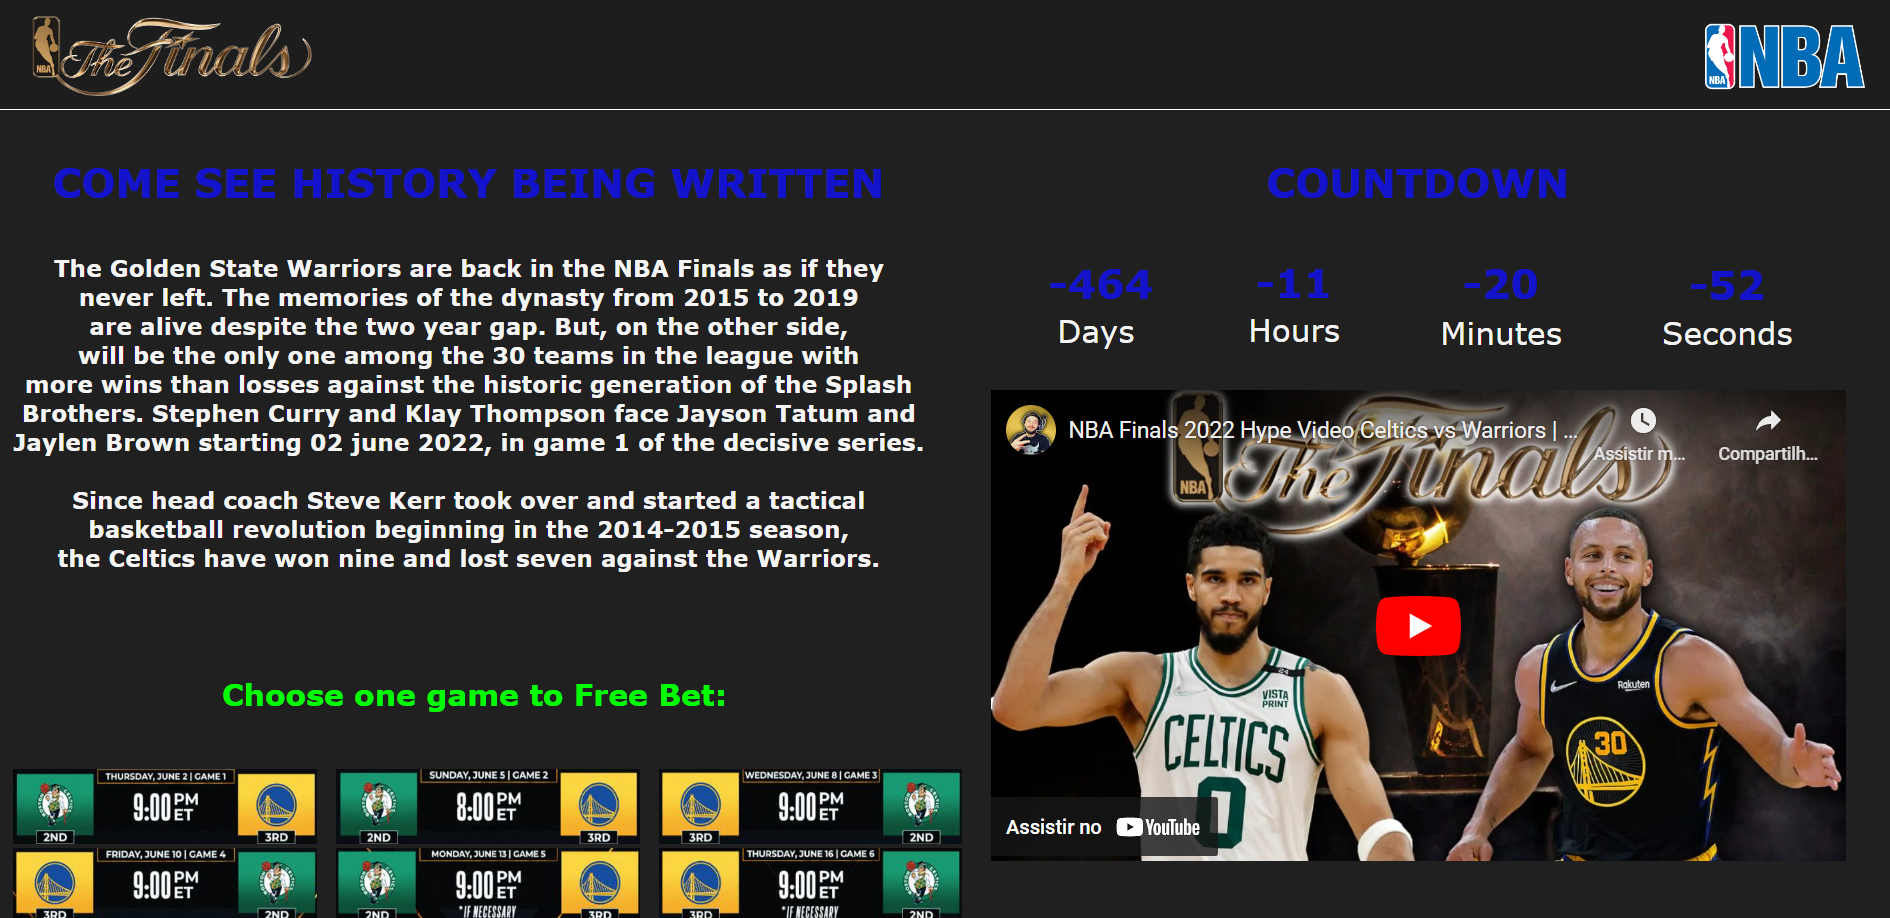 NBA The Finals
NBA NBA
COME SEE HISTORY BEING WRITTEN
The Golden State Warriors are back in the NBA Finals as if they
never left. The memories of the dynasty from 2015 to 2019
are alive despite the two year gap. But, on the other side,
will be the only one among the 30 teams in the league with
more wins than losses against the historic generation of the Splash
Brothers. Stephen Curry and Klay Thompson face Jayson Tatum and
Jaylen Brown starting 02 june 2022, in game 1 of the decisive series.
Since head coach Steve Kerr took over and started a tactical
basketball revolution beginning in the 2014-2015 season,
the Celtics have won nine and lost seven against the Warriors.
Choose one game to Free Bet:
THURSDAY, JUNE 2 | GAME 1
9:00 PM ET
2ND
3RD
SUNDAY, JUNE 5 | GAME 2
8:00 PM ET
2ND
3RD
WEDNESDAY, JUNE 8 | GAME 3
9:00 PM ET
3RD
2ND
FRIDAY, JUNE 10 | GAME 4
9:00 PM ET
3RD
2ND
MONDAY, JUNE 13 | GAME 5
9:00 PM ET
*IF NECESSARY
2ND
3RD
THURSDAY, JUNE 16 | GAME 6
9:00 PM ET
*IF NECESSARY
3RD
2ND
COUNTDOWN
-464 -11 -20 -52
Days Hours Minutes Seconds
NBA Finals 2022 Hype Video Celtics vs Warriors | ...
Assistir m...
Compartilh...
NBA The Finals
VISTA
PRINT
CELTICS
0
Rakuten
30
Assistir no YouTube